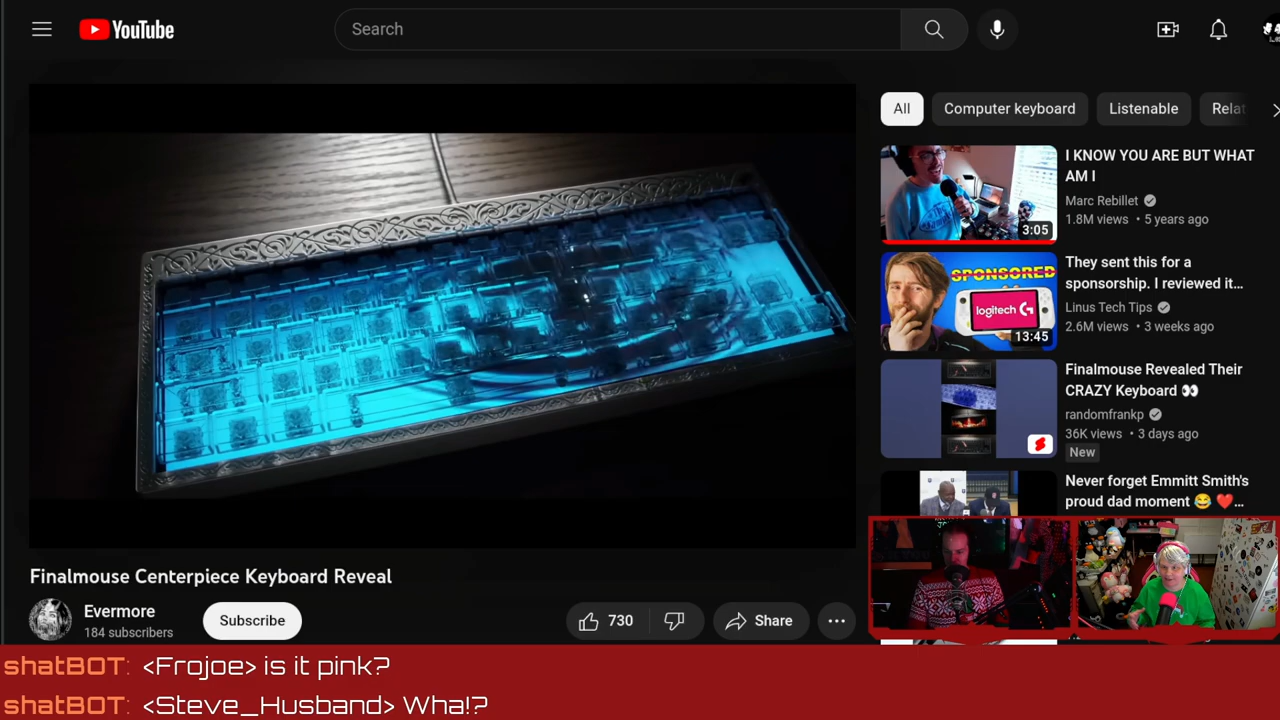 YouTube
Search
All
Computer keyboard
Listenable
Relat
I KNOW YOU ARE BUT WHAT
AM I
Marc Rebillet
1.8M views • 5 years ago
3:05
They sent this for a
sponsorship. I reviewed it...
Linus Tech Tips
2.6M views • 3 weeks ago
SPONSORED
logitech G
13:45
Finalmouse Revealed Their
CRAZY Keyboard 👀
randomfrankp
36K views • 3 days ago
New
Never forget Emmitt Smith's
proud dad moment 😂 ❤️...
Finalmouse Centerpiece Keyboard Reveal
Evermore
184 subscribers
Subscribe
730
Share
shatBOT: <Frojoe> is it pink?
shatBOT: <Steve_Husband> Wha!?